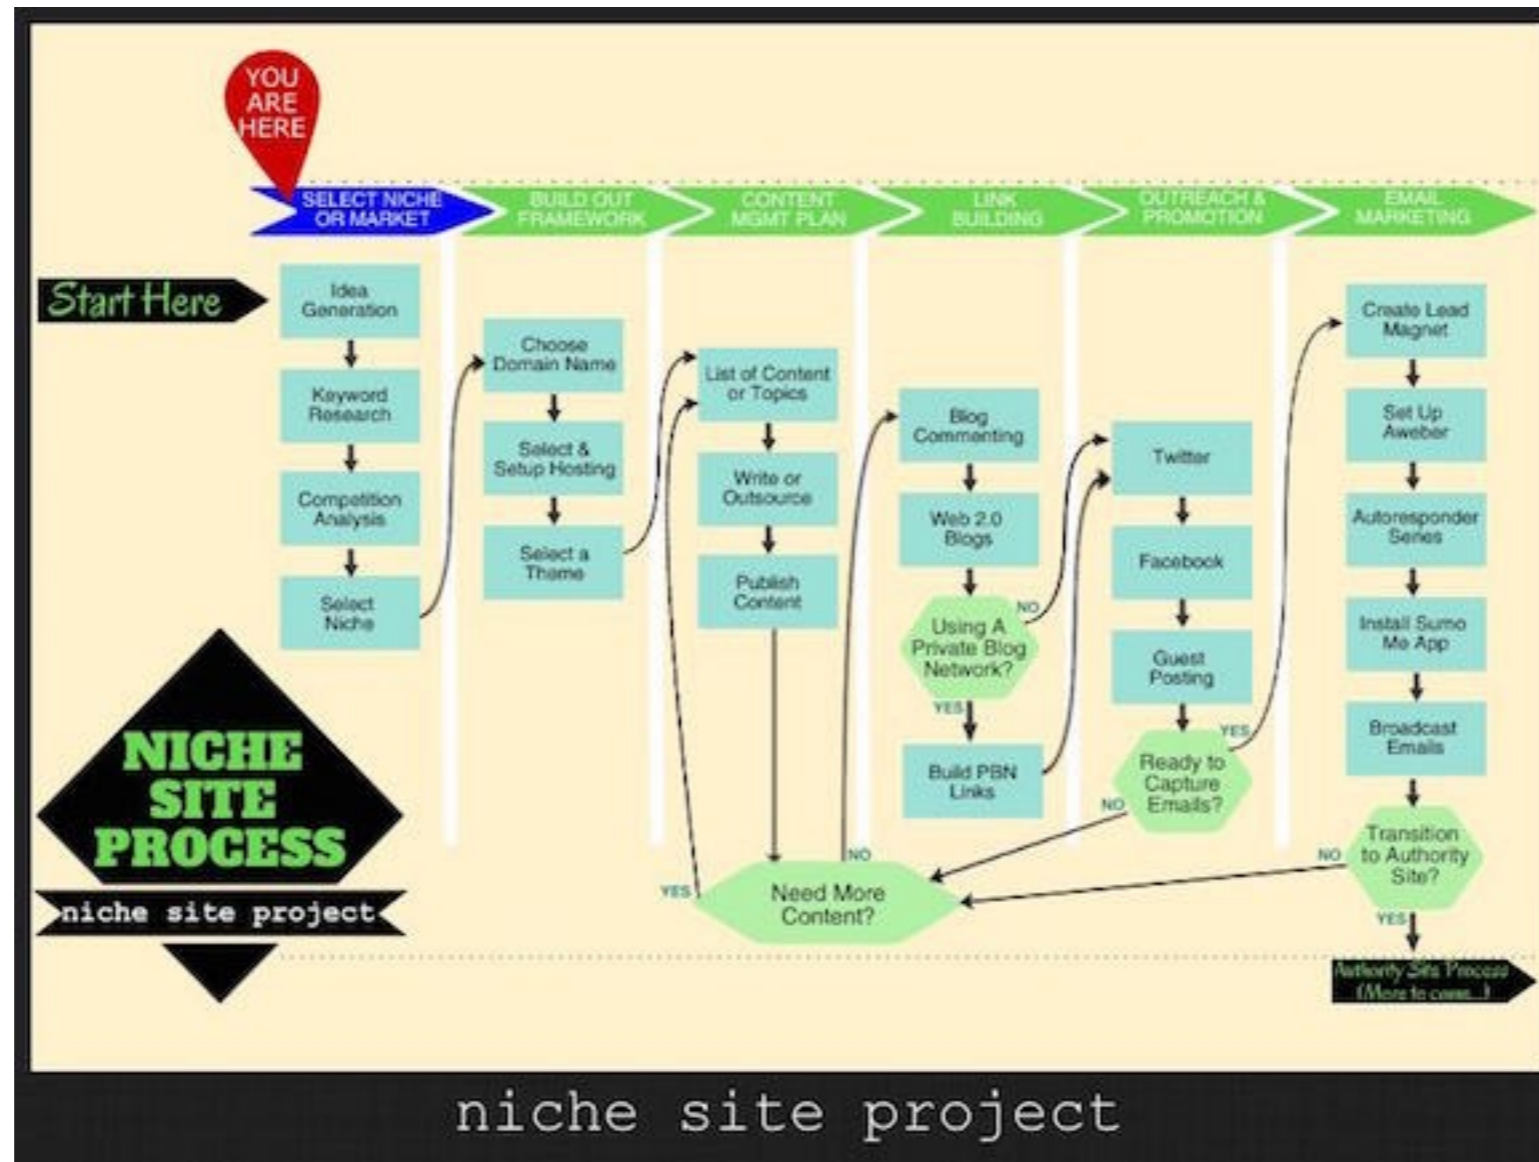 YOU
ARE
HERE
SELECT NICHE
OR MARKET
BUILD OUT
FRAMEWORK
CONTENT
MGMT PLAN
LINK
BUILDING
OUTREACH &
PROMOTION
EMAIL
MARKETING
Start Here
Idea
Generation
Keyword
Research
Competition
Analysis
Select
Niche
Choose
Domain Name
Select &
Setup Hosting
Select a
Theme
List of Content
or Topics
Write or
Outsource
Publish
Content
Blog
Commenting
Web 2.0
Blogs
Using A
Private Blog
Network?
NO
YES
Build PBN
Links
Twitter
Facebook
Guest
Posting
Ready to
Capture
Emails?
YES
NO
Need More
Content?
YES
NO
Create Lead
Magnet
Set Up
Aweber
Autoresponder
Series
Install Sumo
Me App
Broadcast
Emails
Transition
to Authority
Site?
NO
YES
Authority Site Process
(More to come...)
NICHE
SITE
PROCESS
niche site project
niche site project